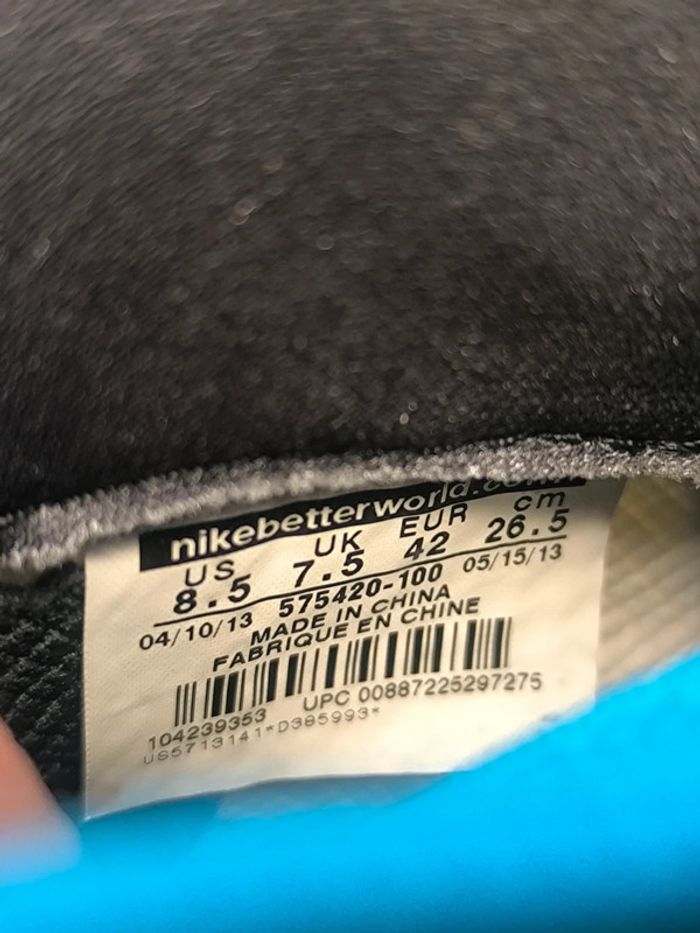 nikebetterworld.com
US UK EUR cm
8.5 7.5 42 26.5
04/10/13 575420-100 05/15/13
MADE IN CHINA
FABRIQUE EN CHINE
104239353 UPC 00887225297275
US5713141*D385993*